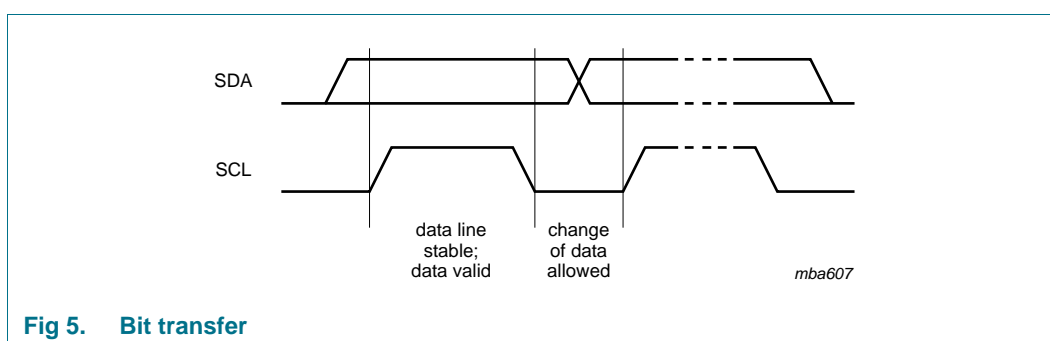 SDA
SCL
data line
stable;
data valid
change
of data
allowed
mba607
Fig 5. Bit transfer